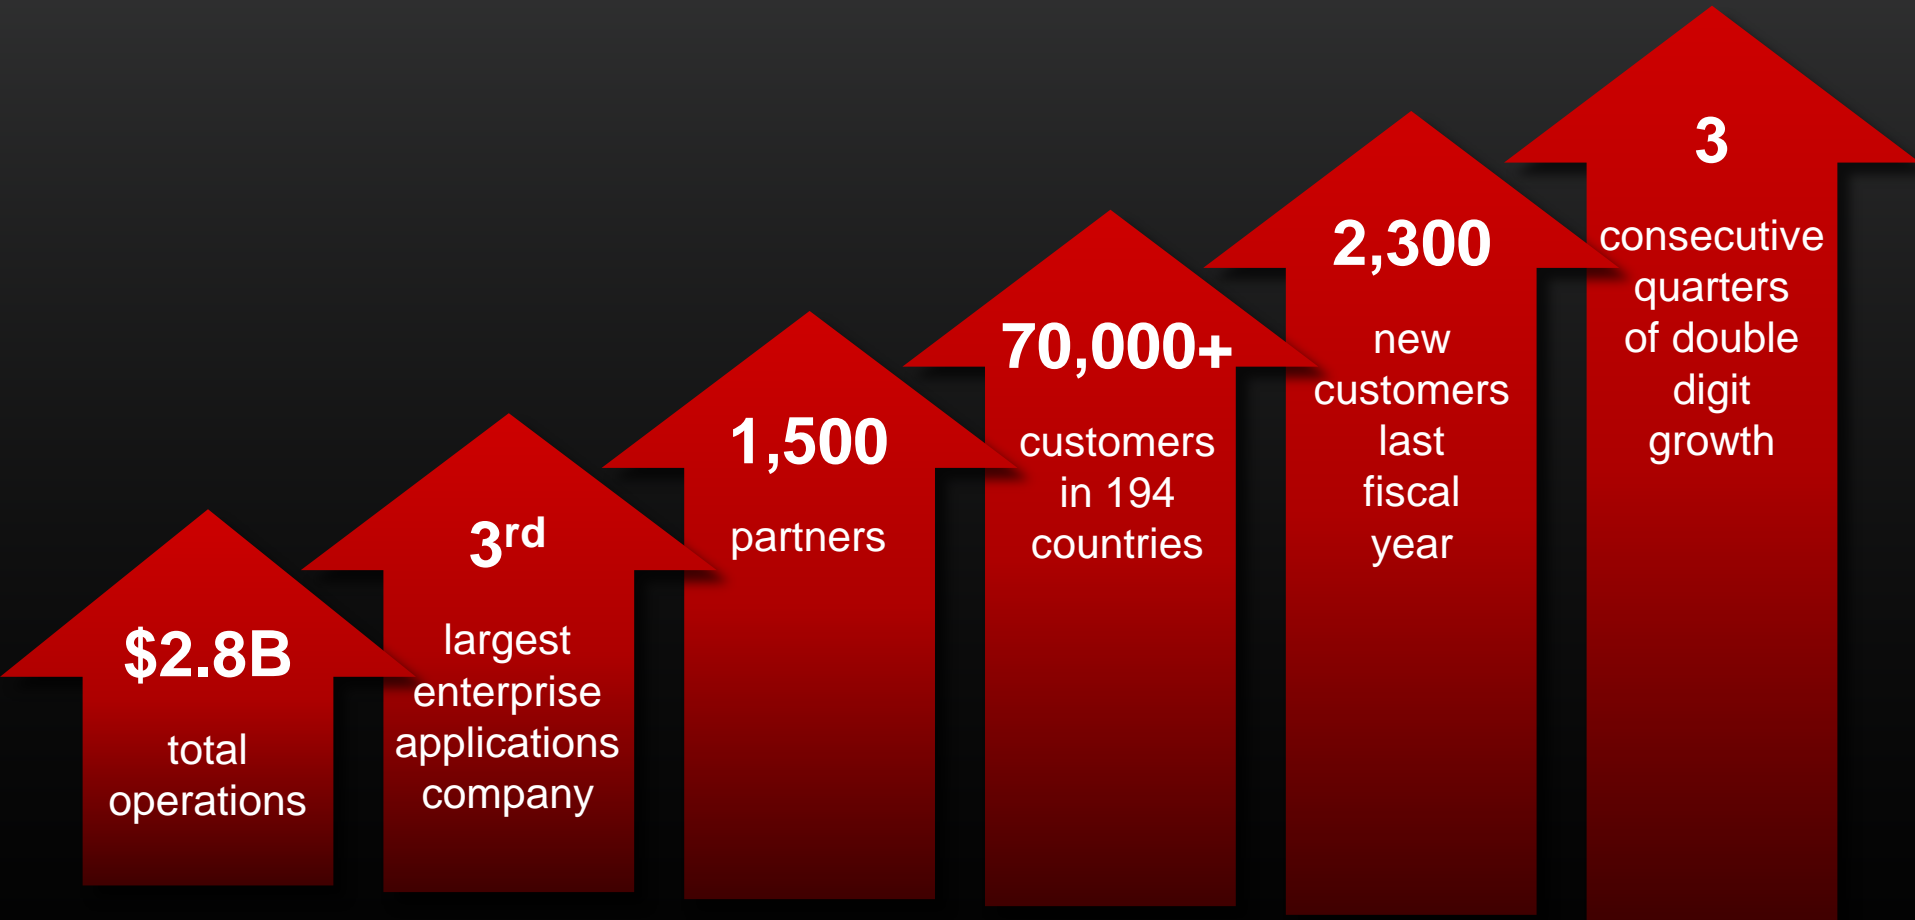 $2.8B
total
operations
3rd
largest
enterprise
applications
company
1,500
partners
70,000+
customers
in 194
countries
2,300
new
customers
last
fiscal
year
3
consecutive
quarters
of double
digit
growth